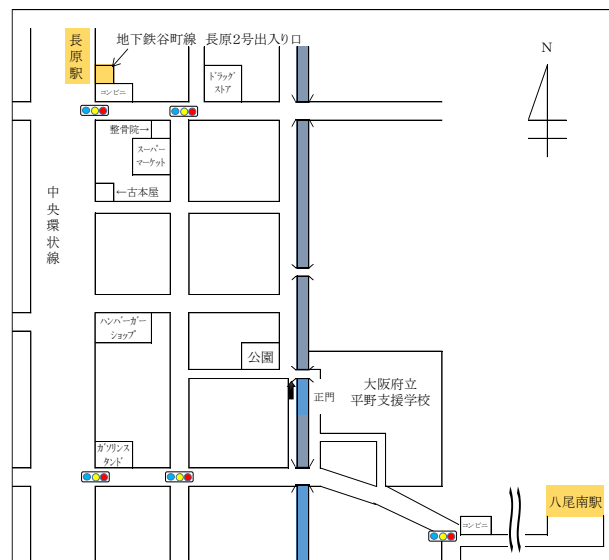 長原駅
地下鉄谷町線 長原2号出入り口
コンビニ
ドラッグ
ストア
N
整骨院→
スーパー
マーケット
←古本屋
中央環状線
ハンバーガー
ショップ
公園
大阪府立
平野支援学校
正門
ガソリンス
タンド
八尾南駅
コンビニ